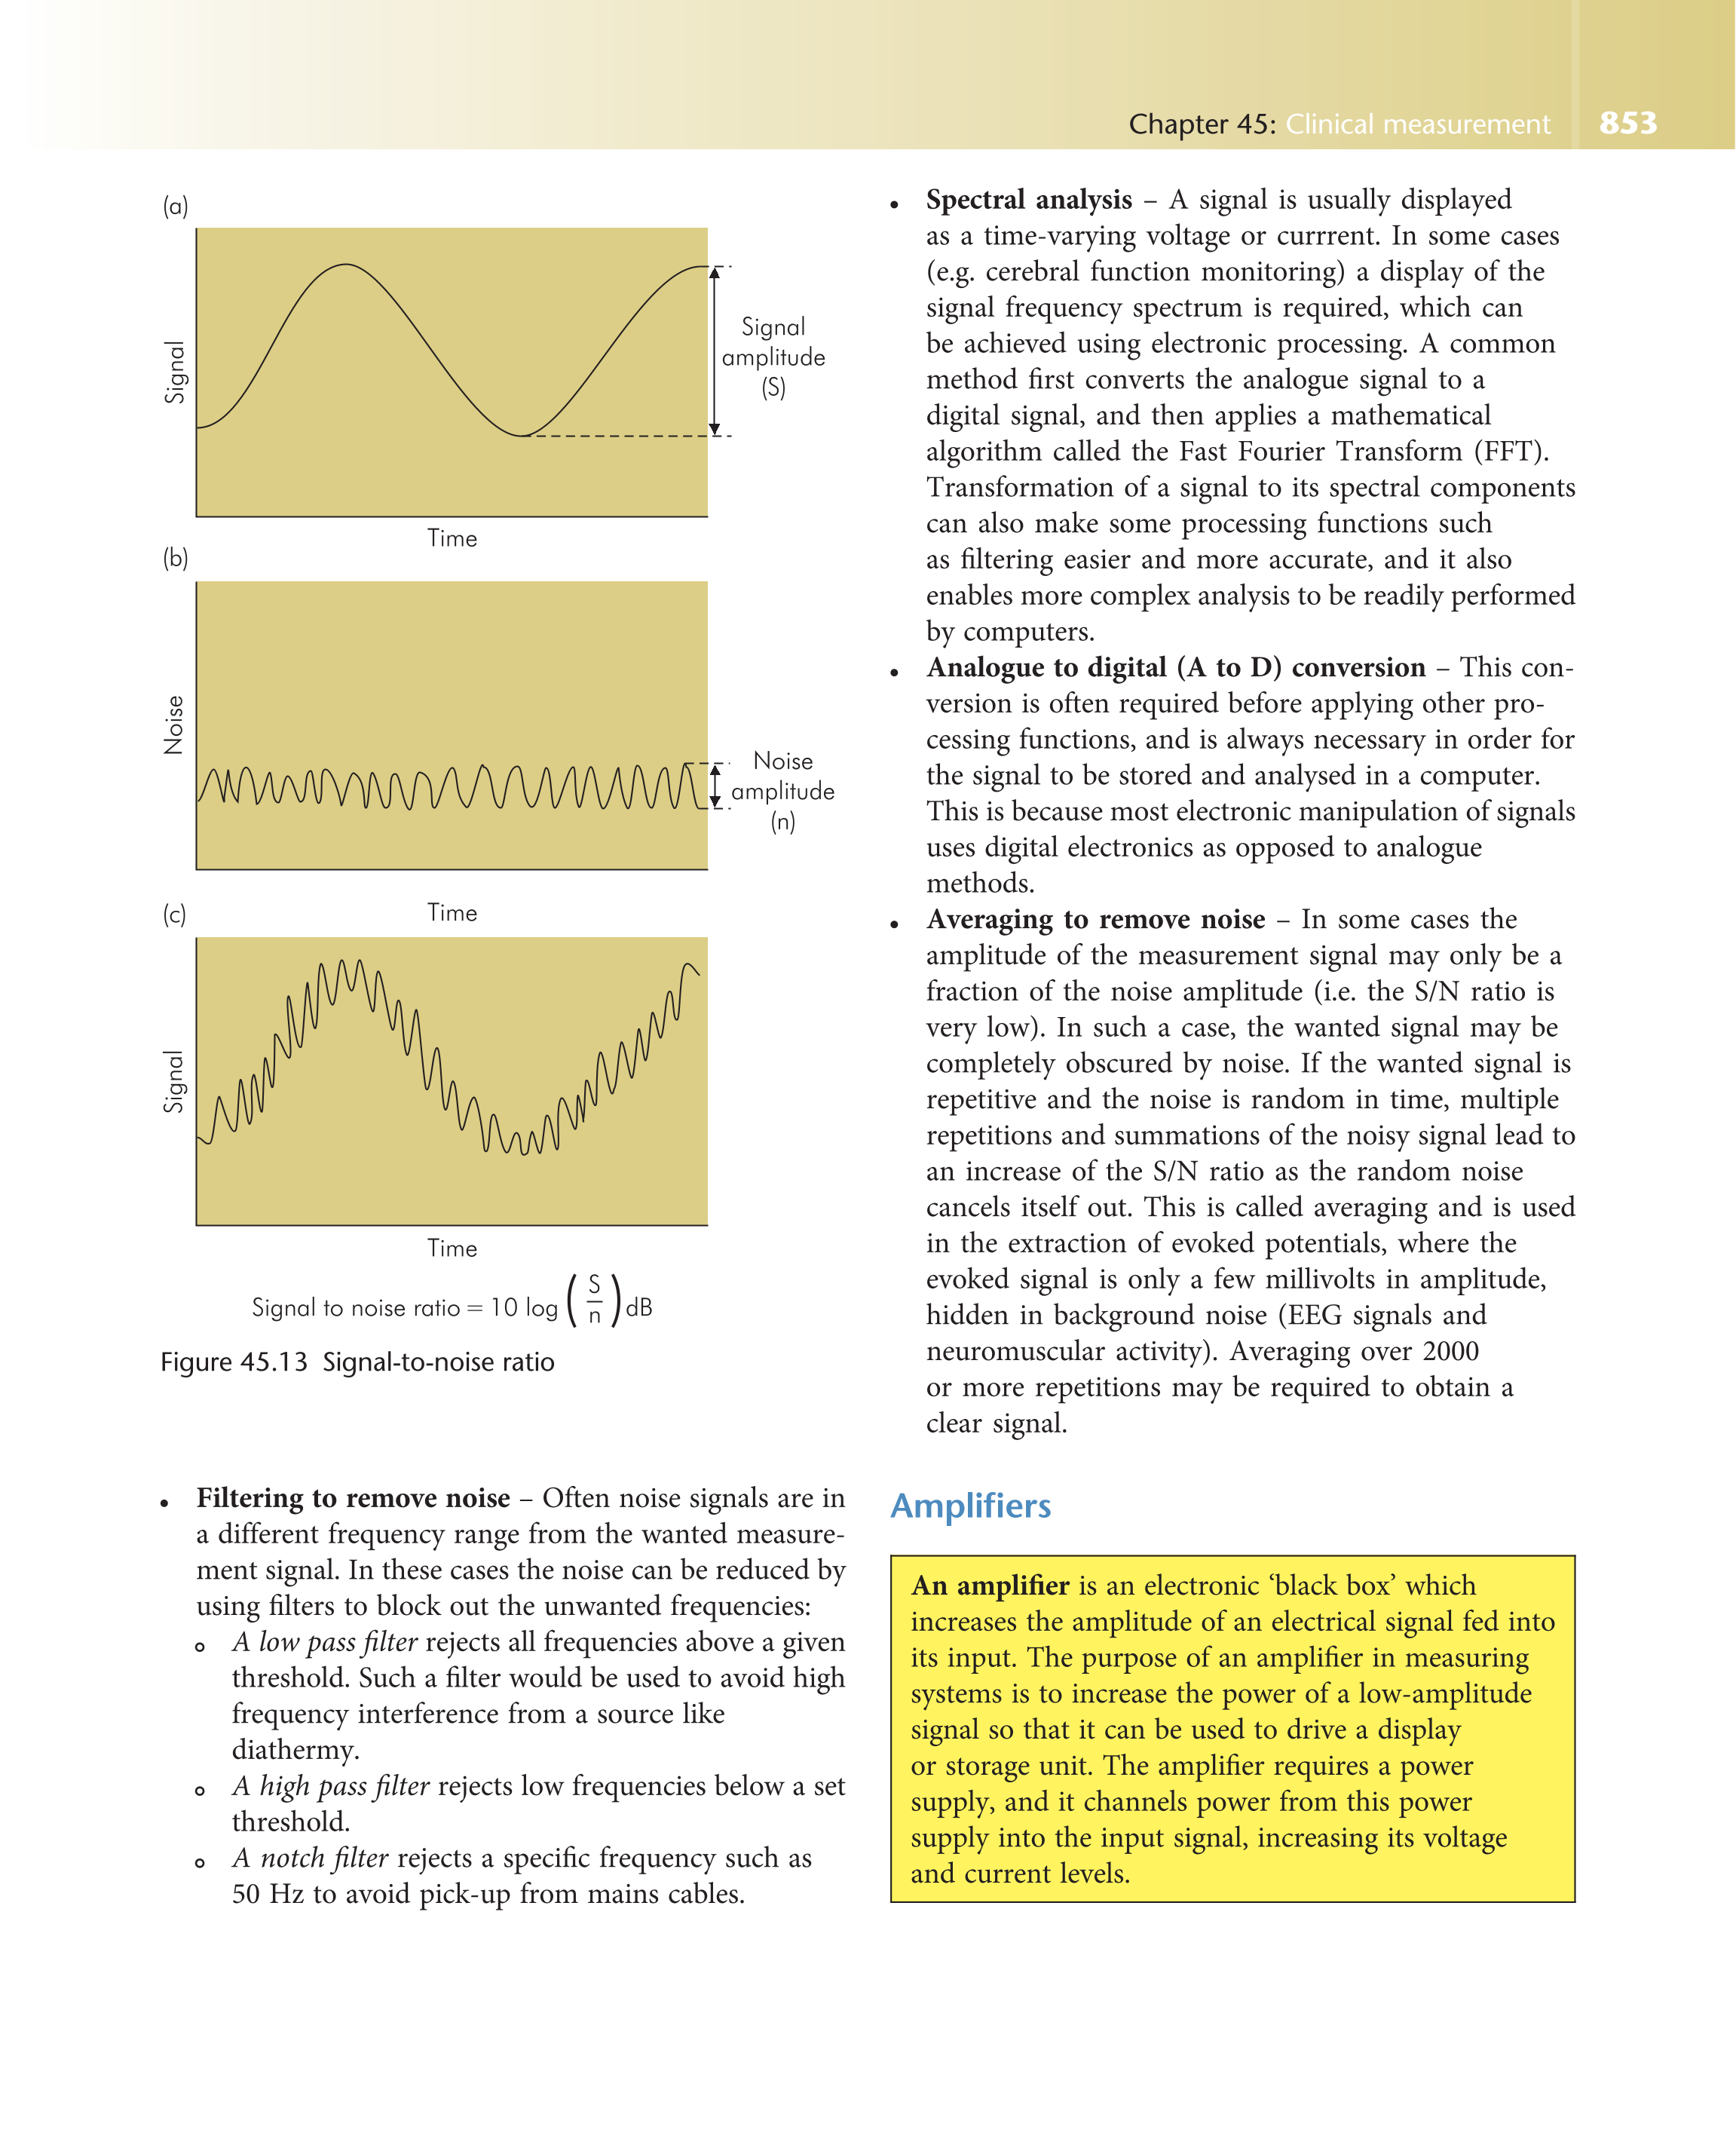 Chapter 45: Clinical measurement 853
(a)
Signal
Signal
amplitude
(S)
Time
(b)
Noise
Noise
amplitude
(n)
Time
(c)
Signal
Time
Signal to noise ratio = 10 log (S/n) dB
Figure 45.13 Signal-to-noise ratio
• Filtering to remove noise – Often noise signals are in
a different frequency range from the wanted measure-
ment signal. In these cases the noise can be reduced by
using filters to block out the unwanted frequencies:
○ A low pass filter rejects all frequencies above a given
threshold. Such a filter would be used to avoid high
frequency interference from a source like
diathermy.
○ A high pass filter rejects low frequencies below a set
threshold.
○ A notch filter rejects a specific frequency such as
50 Hz to avoid pick-up from mains cables.
• Spectral analysis – A signal is usually displayed
as a time-varying voltage or currrent. In some cases
(e.g. cerebral function monitoring) a display of the
signal frequency spectrum is required, which can
be achieved using electronic processing. A common
method first converts the analogue signal to a
digital signal, and then applies a mathematical
algorithm called the Fast Fourier Transform (FFT).
Transformation of a signal to its spectral components
can also make some processing functions such
as filtering easier and more accurate, and it also
enables more complex analysis to be readily performed
by computers.
• Analogue to digital (A to D) conversion – This con-
version is often required before applying other pro-
cessing functions, and is always necessary in order for
the signal to be stored and analysed in a computer.
This is because most electronic manipulation of signals
uses digital electronics as opposed to analogue
methods.
• Averaging to remove noise – In some cases the
amplitude of the measurement signal may only be a
fraction of the noise amplitude (i.e. the S/N ratio is
very low). In such a case, the wanted signal may be
completely obscured by noise. If the wanted signal is
repetitive and the noise is random in time, multiple
repetitions and summations of the noisy signal lead to
an increase of the S/N ratio as the random noise
cancels itself out. This is called averaging and is used
in the extraction of evoked potentials, where the
evoked signal is only a few millivolts in amplitude,
hidden in background noise (EEG signals and
neuromuscular activity). Averaging over 2000
or more repetitions may be required to obtain a
clear signal.
Amplifiers
An amplifier is an electronic ‘black box’ which
increases the amplitude of an electrical signal fed into
its input. The purpose of an amplifier in measuring
systems is to increase the power of a low-amplitude
signal so that it can be used to drive a display
or storage unit. The amplifier requires a power
supply, and it channels power from this power
supply into the input signal, increasing its voltage
and current levels.